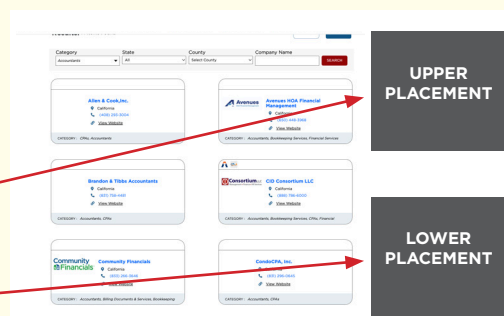 Category State County Company Name
Accountants All Select County SEARCH
Allen & Cook, Inc.
California
View Website
CATEGORY : CPAs, Accountants
Avenues
Avenues HOA Financial
Management
California
View Website
CATEGORY : Accountants, Bookkeeping Services, Financial Services
UPPER
PLACEMENT
Brandon & Tibbs Accountants
California
View Website
CATEGORY : Accountants, CPAs
Consortium
CID Consortium LLC
California
View Website
CATEGORY : Accountants, Bookkeeping Services, CPAs, Financial
Community
Financials
Community Financials
California
View Website
CATEGORY : Accountants, Billing Documents & Services, Bookkeeping
CondoCPA, Inc.
View Website
CATEGORY : Accountants, CPAs
LOWER
PLACEMENT